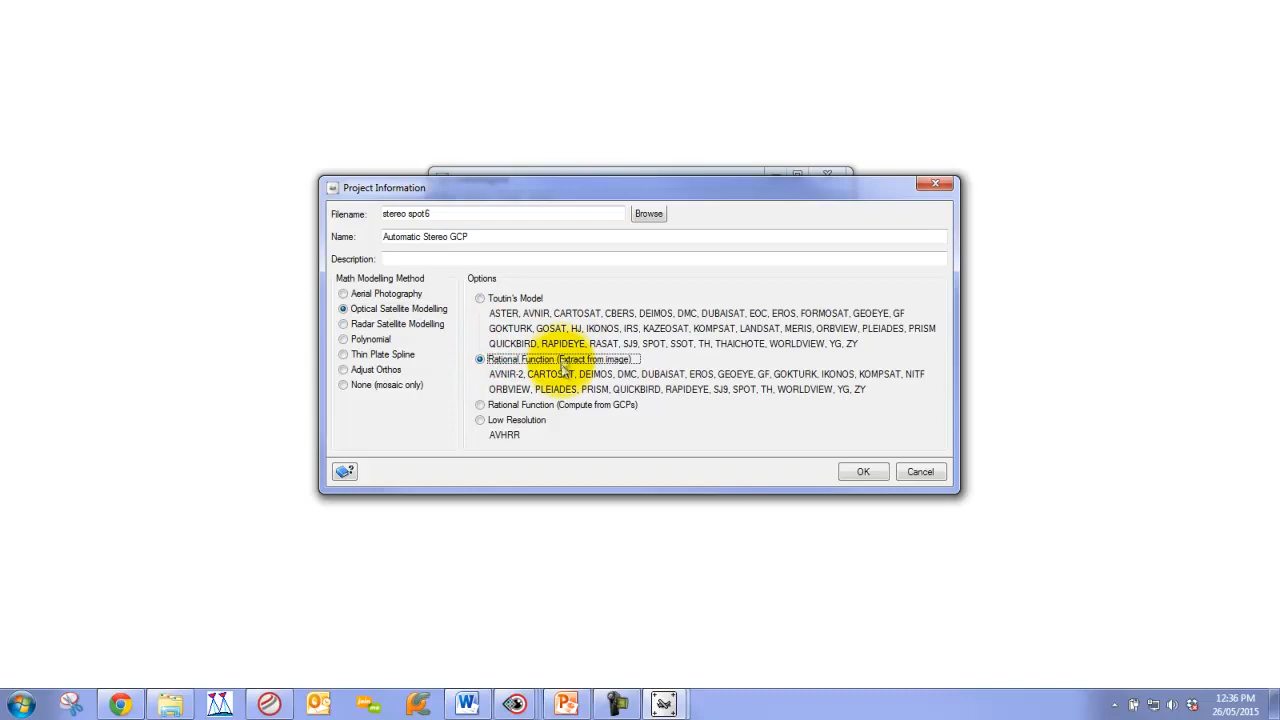 Project Information
Filename: stereo spot6 Browse
Name: Automatic Stereo GCP
Description:
Math Modelling Method
Aerial Photography
Optical Satellite Modelling
Radar Satellite Modelling
Polynomial
Thin Plate Spline
Adjust Orthos
None (mosaic only)
Options
Toutin's Model
ASTER, AVNIR, CARTOSAT, CBERS, DEIMOS, DMC, DUBAISAT, EOC, EROS, FORMOSAT, GEOEYE, GF
GOKTURK, GOSAT, HJ, IKONOS, IRS, KAZEOSAT, KOMPSAT, LANDSAT, MERIS, ORBVIEW, PLEIADES, PRISM
QUICKBIRD, RAPIDEYE, RASAT, SJ9, SPOT, SSOT, TH, THAICHOTE, WORLDVIEW, YG, ZY
Rational Function (Extract from image)
AVNIR-2, CARTOSAT, DEIMOS, DMC, DUBAISAT, EROS, GEOEYE, GF, GOKTURK, IKONOS, KOMPSAT, NITF
ORBVIEW, PLEIADES, PRISM, QUICKBIRD, RAPIDEYE, SJ9, SPOT, TH, WORLDVIEW, YG, ZY
Rational Function (Compute from GCPs)
Low Resolution
AVHRR
OK Cancel
12:36 PM
26/05/2015